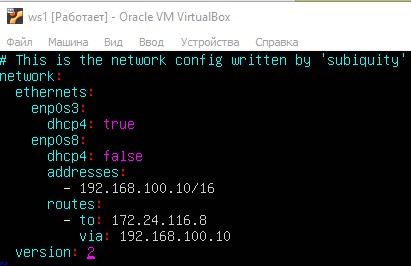 ws1 [Работает] - Oracle VM VirtualBox
Файл Машина Вид Ввод Устройства Справка
# This is the network config written by 'subiquity'
network:
  ethernets:
    enp0s3:
      dhcp4: true
    enp0s8:
      dhcp4: false
      addresses:
        - 192.168.100.10/16
      routes:
        - to: 172.24.116.8
          via: 192.168.100.10
  version: 2